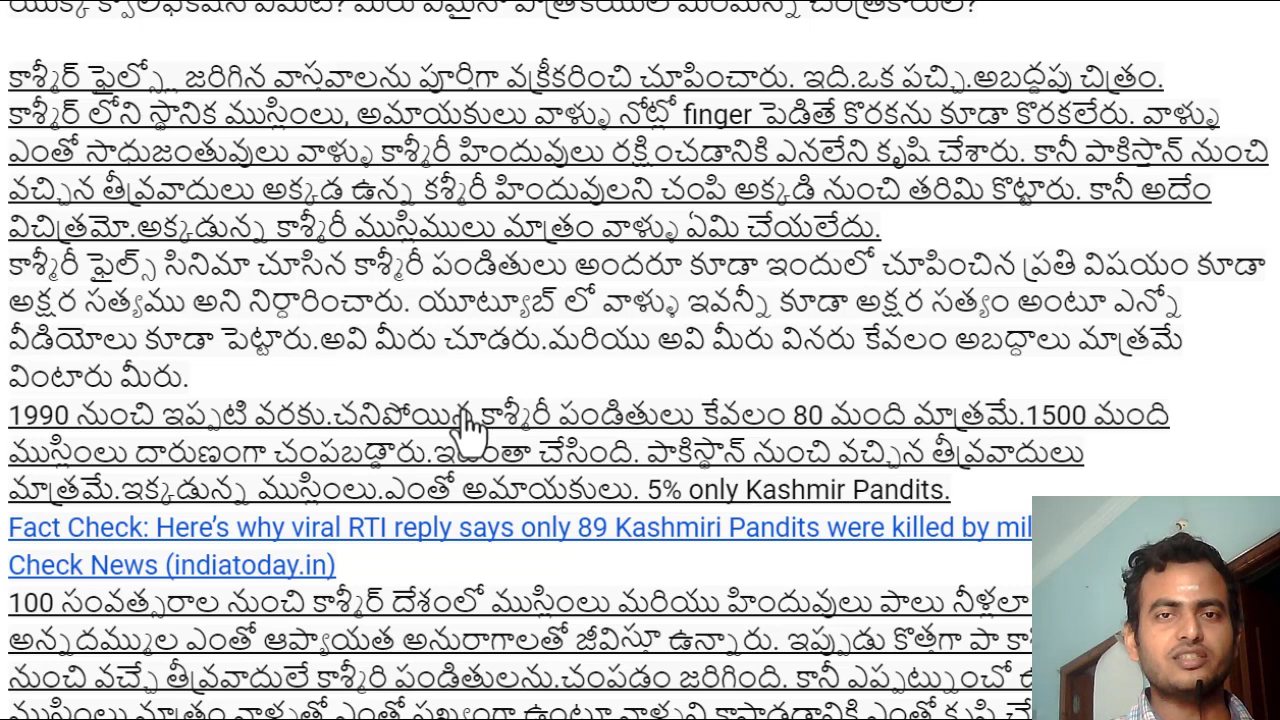 కాశ్మీర్ ఫైల్స్లో జరిగిన వాస్తవాలను పూర్తిగా వక్రీకరించి చూపించారు. ఇది.ఒక పచ్చి.అబద్దపు చిత్రం.
కాశ్మీర్ లోని స్థానిక ముస్లింలు, అమాయకులు వాళ్ళు నోట్లో finger పెడితే కొరకను కూడా కొరకలేరు. వాళ్ళు
ఎంతో సాధుజంతువులు వాళ్ళు కాశ్మీరీ హిందువులు రక్షించడానికి ఎనలేని కృషి చేశారు. కానీ పాకిస్తాన్ నుంచి
వచ్చిన తీవ్రవాదులు అక్కడ ఉన్న కశ్మీరీ హిందువులని చంపి అక్కడి నుంచి తరిమి కొట్టారు. కానీ అదేం
విచిత్రమో.అక్కడున్న కాశ్మీరీ ముస్లిములు మాత్రం వాళ్ళు ఏమి చేయలేదు.
కాశ్మీరీ ఫైల్స్ సినిమా చూసిన కాశ్మీరీ పండితులు అందరూ కూడా ఇందులో చూపించిన ప్రతి విషయం కూడా
అక్షర సత్యము అని నిర్ధారించారు. యూట్యూబ్ లో వాళ్ళు ఇవన్నీ కూడా అక్షర సత్యం అంటూ ఎన్నో
వీడియోలు కూడా పెట్టారు.అవి మీరు చూడరు.మరియు అవి మీరు వినరు కేవలం అబద్దాలు మాత్రమే
వింటారు మీరు.
1990 నుంచి ఇప్పటి వరకు.చనిపోయిన కాశ్మీరీ పండితులు కేవలం 80 మంది మాత్రమే.1500 మంది
ముస్లింలు దారుణంగా చంపబడ్డారు.ఇదంతా చేసింది. పాకిస్థాన్ నుంచి వచ్చిన తీవ్రవాదులు
మాత్రమే.ఇక్కడున్న ముస్లింలు.ఎంతో అమాయకులు. 5% only Kashmir Pandits.
Fact Check: Here's why viral RTI reply says only 89 Kashmiri Pandits were killed by mil
Check News (indiatoday.in)
100 సంవత్సరాల నుంచి కాశ్మీర్ దేశంలో ముస్లింలు మరియు హిందువులు పాలు నీళ్లలా
అన్నదమ్ముల ఎంతో ఆప్యాయత అనురాగాలతో జీవిస్తూ ఉన్నారు. ఇప్పుడు కొత్తగా పా
నుంచి వచ్చే తీవ్రవాదులే కాశ్మీరి పండితులను.చంపడం జరిగింది. కానీ ఎప్పట్నుంచో